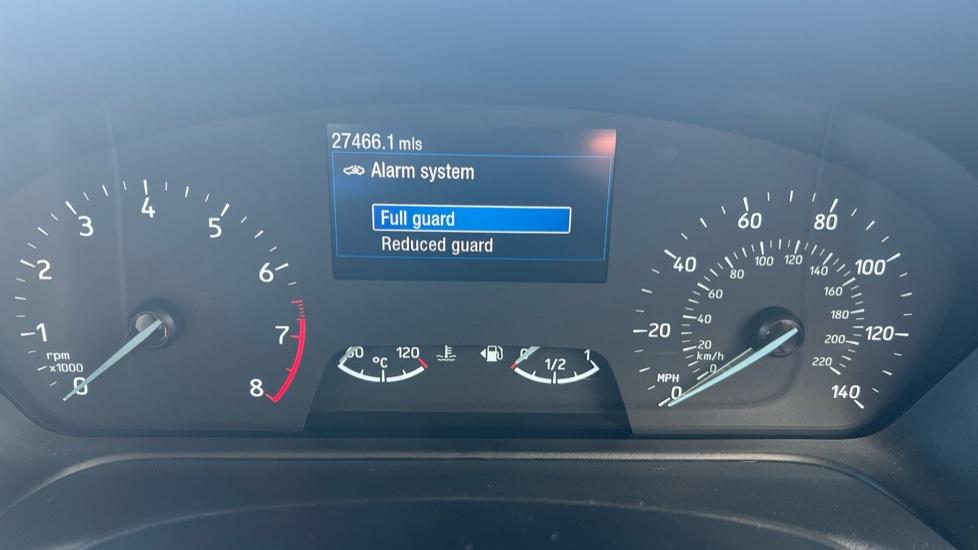 27466.1 mls
Alarm system
Full guard
Reduced guard
0 1 2 3 4 5 6 7 8
rpm
x1000
120
°C
1/2 1
0 20 40 60 80 100 120 140
MPH
0 20 40 60 80 100 120 140 160 180 200 220
km/h